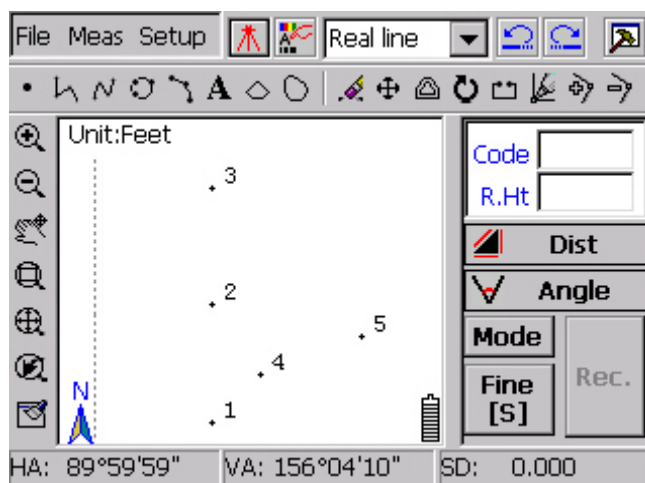 File Meas Setup Real line
A
Unit:Feet
Code
R.Ht
3
Dist
2
Angle
5
Mode
4
Rec.
Fine
[S]
N
1
HA: 89°59'59" VA: 156°04'10" SD: 0.000